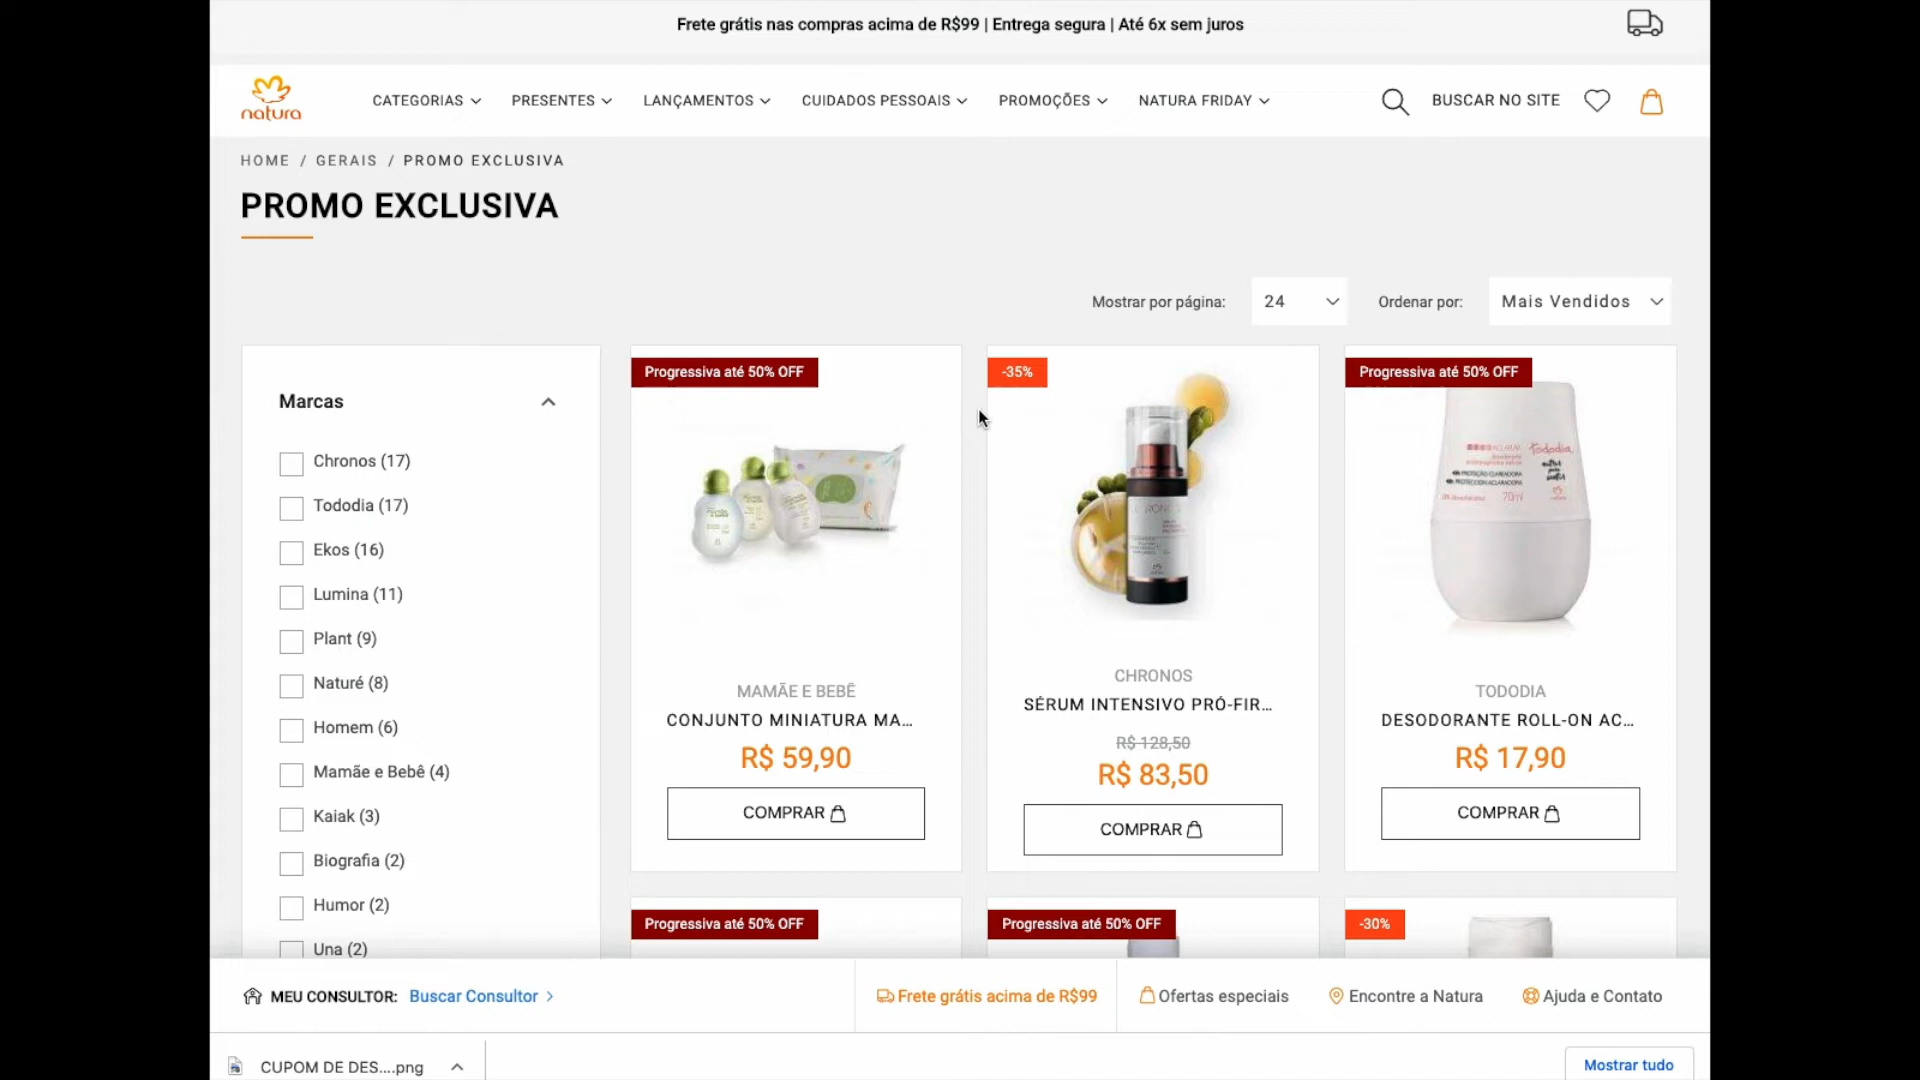 Frete grátis nas compras acima de R$99 | Entrega segura | Até 6x sem juros
natura
CATEGORIAS
PRESENTES
LANÇAMENTOS
CUIDADOS PESSOAIS
PROMOÇÕES
NATURA FRIDAY
BUSCAR NO SITE
HOME / GERAIS / PROMO EXCLUSIVA
PROMO EXCLUSIVA
Mostrar por página:
24
Ordenar por:
Mais Vendidos
Marcas
Chronos (17)
Tododia (17)
Ekos (16)
Lumina (11)
Plant (9)
Naturé (8)
Homem (6)
Mamãe e Bebê (4)
Kaiak (3)
Biografia (2)
Humor (2)
Una (2)
Progressiva até 50% OFF
MAMÃE E BEBÊ
CONJUNTO MINIATURA MA...
R$ 59,90
COMPRAR
-35%
CHRONOS
SÉRUM INTENSIVO PRÓ-FIR...
R$ 128,50
R$ 83,50
COMPRAR
Progressiva até 50% OFF
Tododia
70ml
TODODIA
DESODORANTE ROLL-ON AC...
R$ 17,90
COMPRAR
Progressiva até 50% OFF
Progressiva até 50% OFF
-30%
MEU CONSULTOR: Buscar Consultor >
Frete grátis acima de R$99
Ofertas especiais
Encontre a Natura
Ajuda e Contato
CUPOM DE DES....png
Mostrar tudo